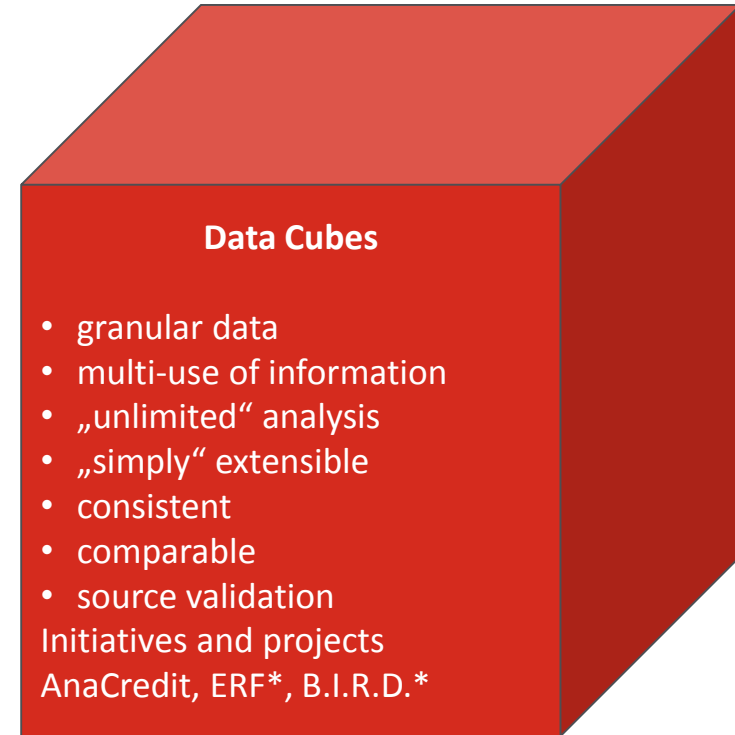 Data Cubes
• granular data
• multi-use of information
• „unlimited“ analysis
• „simply“ extensible
• consistent
• comparable
• source validation
Initiatives and projects
AnaCredit, ERF*, B.I.R.D.*